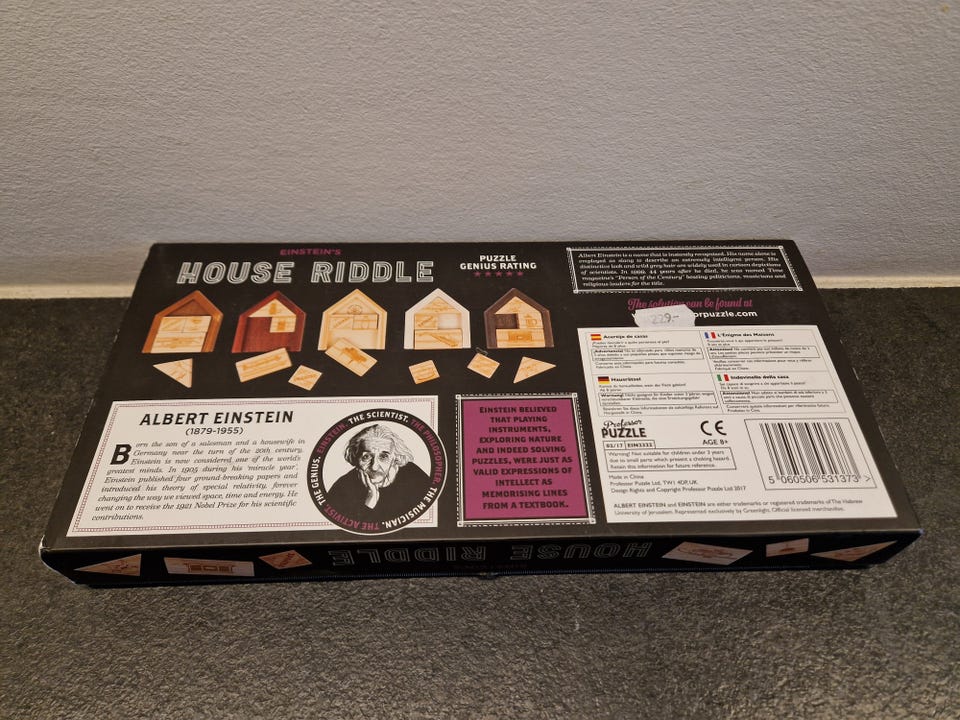 EINSTEIN'S
HOUSE RIDDLE
PUZZLE
GENIUS RATING
Albert Einstein is a name that is instantly recognised. His name alone is
employed as slang to describe an extremely intelligent person. His
distinctive look and wild grey hair are widely used in cartoon depictions
of scientists. In 1999, 44 years after he died, he was named Time
magazine's "Person of the Century" beating politicians, musicians and
religious leaders for the title.
The solution can be found at
orpuzzle.com
229.-
ALBERT EINSTEIN
(1879-1955)
Born the son of a salesman and a housewife in
Germany near the turn of the 20th century,
Einstein is now considered one of the world's
greatest minds. In 1905 during his 'miracle year',
Einstein published four ground-breaking papers and
introduced his theory of special relativity, forever
changing the way we viewed space, time and energy. He
went on to receive the 1921 Nobel Prize for his scientific
contributions.
EINSTEIN. THE SCIENTIST. THE PHILOSOPHER. THE MUSICIAN. THE ACTIVIST. THE GENIUS.
EINSTEIN BELIEVED
THAT PLAYING
INSTRUMENTS,
EXPLORING NATURE
AND INDEED SOLVING
PUZZLES, WERE JUST AS
VALID EXPRESSIONS OF
INTELLECT AS
MEMORISING LINES
FROM A TEXTBOOK.
Acertijo de casas
L'Énigme des Maisons
Hausrätsel
Indovinello della casa
Professor
PUZZLE
02/17 EIN3333
CE
AGE 8+
Warning! Not suitable for children under 3 years
due to small parts which present a choking hazard.
Retain this information for future reference.
Made in China
Professor Puzzle Ltd, TW1 4DP, UK
Design Rights and Copyright Professor Puzzle Ltd 2017
5 060506 531373 >
ALBERT EINSTEIN and EINSTEIN are either trademarks or registered trademarks of The Hebrew
University of Jerusalem. Represented exclusively by Greenlight. Official licensed merchandise.
HOUSE RIDDLE